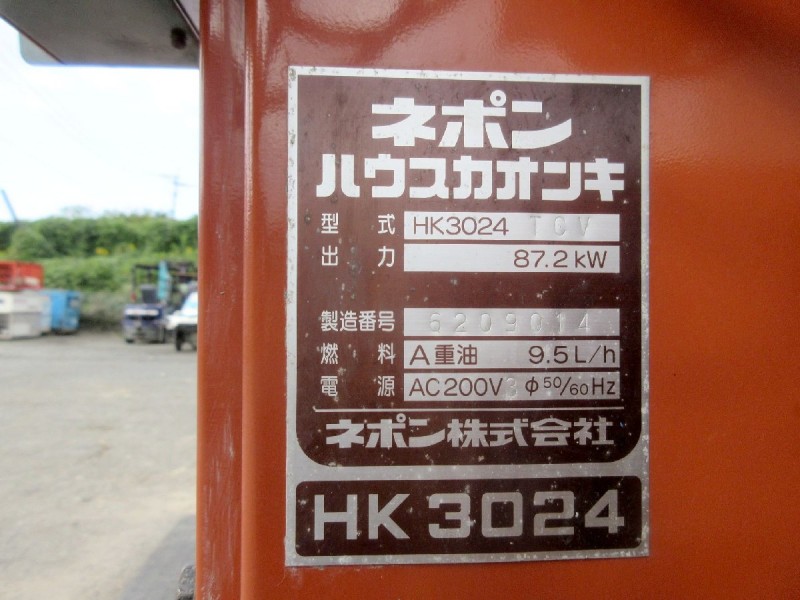 ネポン
ハウスカオンキ
型式 HK3024 TCV
出力 87.2kW
製造番号 6209014
燃料 A重油 9.5L/h
電源 AC200V3φ50/60Hz
ネポン株式会社
HK3024